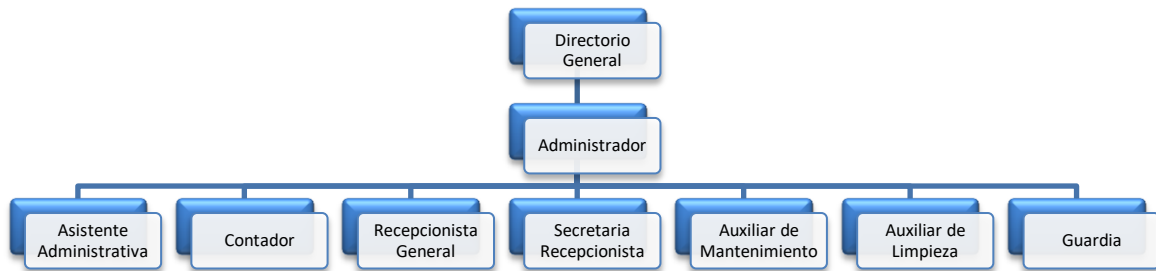 Directorio
General
Administrador
Asistente
Administrativa
Contador
Recepcionista
General
Secretaria
Recepcionista
Auxiliar de
Mantenimiento
Auxiliar de
Limpieza
Guardia